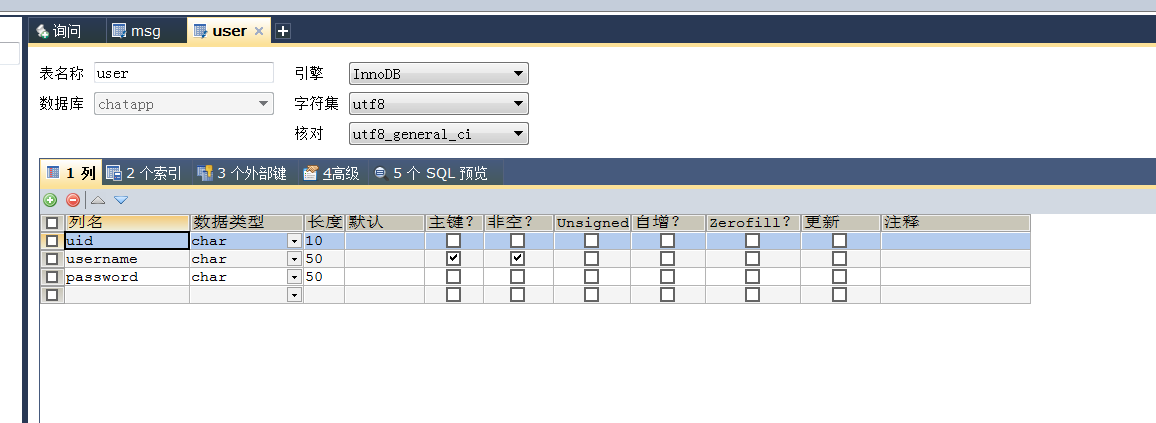 询问 msg user
表名称 user 引擎 InnoDB
数据库 chatapp 字符集 utf8
核对 utf8_general_ci
1 列 2 个索引 3 个外部键 4高级 5 个 SQL 预览
列名 数据类型 长度 默认 主键? 非空? Unsigned 自增? Zerofill? 更新 注释
uid char 10
username char 50
password char 50